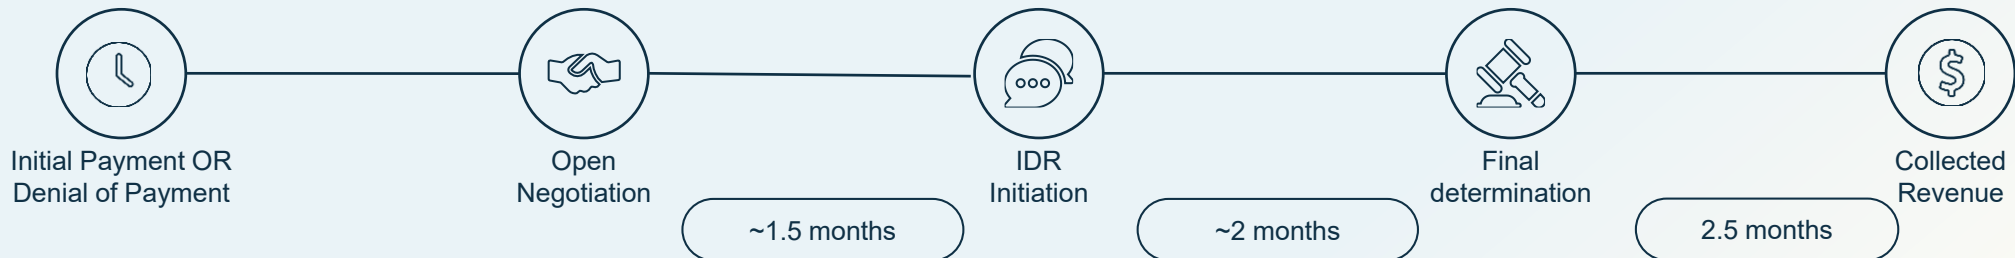 Initial Payment OR
Denial of Payment
Open
Negotiation
IDR
Initiation
Final
determination
Collected
Revenue
~1.5 months
~2 months
2.5 months